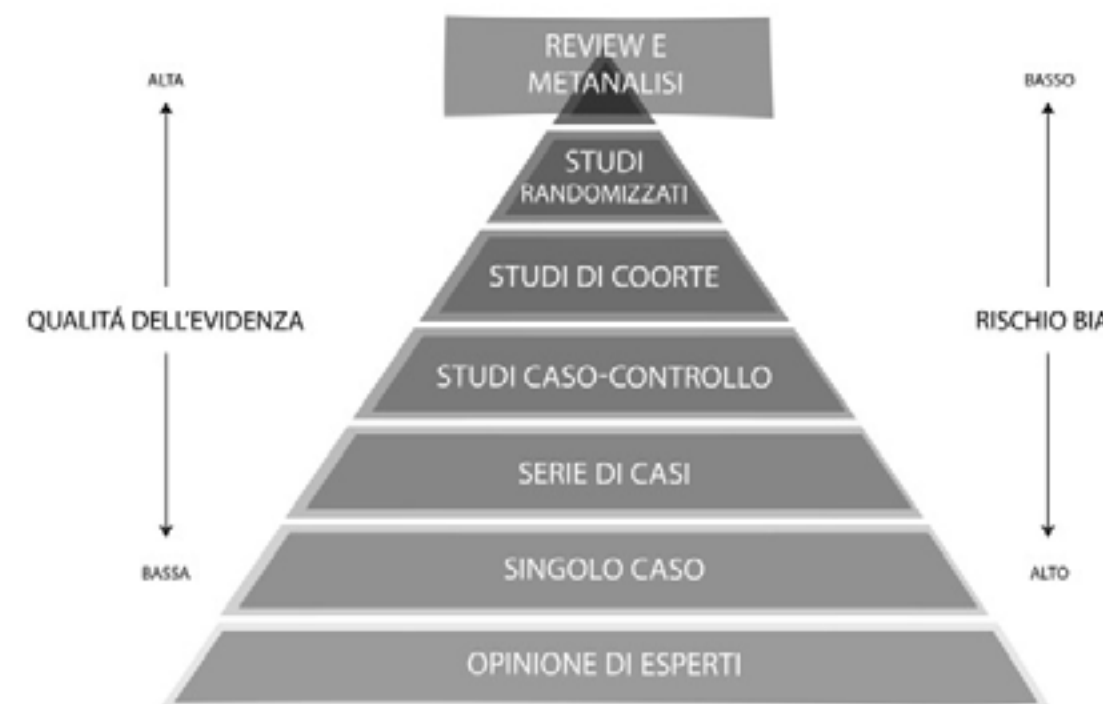 REVIEW E
METANALISI
ALTA
BASSO
STUDI
RANDOMIZZATI
STUDI DI COORTE
QUALITÁ DELL'EVIDENZA
RISCHIO BIA
STUDI CASO-CONTROLLO
SERIE DI CASI
SINGOLO CASO
BASSA
ALTO
OPINIONE DI ESPERTI